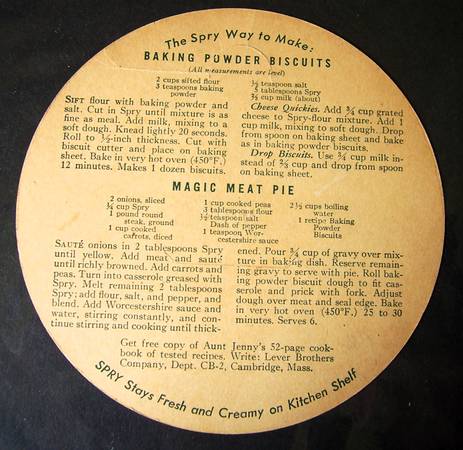 The Spry Way to Make:
BAKING POWDER BISCUITS
(All measurements are level)
2 cups sifted flour
3 teaspoons baking
powder
½ teaspoon salt
5 tablespoons Spry
⅔ cup milk (about)
SIFT flour with baking powder and
salt. Cut in Spry until mixture is as
fine as meal. Add milk, mixing to a
soft dough. Knead lightly 20 seconds.
Roll to ½-inch thickness. Cut with
biscuit cutter and place on baking
sheet. Bake in very hot oven (450°F.)
12 minutes. Makes 1 dozen biscuits.
Cheese Quickies. Add ¾ cup grated
cheese to Spry-flour mixture. Add 1
cup milk, mixing to soft dough. Drop
from spoon on baking sheet and bake
as in baking powder biscuits.
Drop Biscuits. Use ¾ cup milk in-
stead of ⅔ cup and drop from spoon
on baking sheet.
MAGIC MEAT PIE
2 onions, sliced
¼ cup Spry
1 pound round
steak, ground
1 cup cooked
carrots, diced
1 cup cooked peas
3 tablespoons flour
½ teaspoon salt
Dash of pepper
1 teaspoon Wor-
cestershire sauce
2½ cups boiling
water
1 recipe Baking
Powder
Biscuits
SAUTÉ onions in 2 tablespoons Spry
until yellow. Add meat and sauté
until richly browned. Add carrots and
peas. Turn into casserole greased with
Spry. Melt remaining 2 tablespoons
Spry; add flour, salt, and pepper, and
blend. Add Worcestershire sauce and
water, stirring constantly, and con-
tinue stirring and cooking until thick-
ened. Pour ¾ cup of gravy over mix-
ture in baking dish. Reserve remain-
ing gravy to serve with pie. Roll bak-
ing powder biscuit dough to fit cas-
serole and prick with fork. Adjust
dough over meat and seal edge. Bake
in very hot oven (450°F.) 25 to 30
minutes. Serves 6.
Get free copy of Aunt Jenny's 52-page cook-
book of tested recipes. Write: Lever Brothers
Company, Dept. CB-2, Cambridge, Mass.
SPRY Stays Fresh and Creamy on Kitchen Shelf